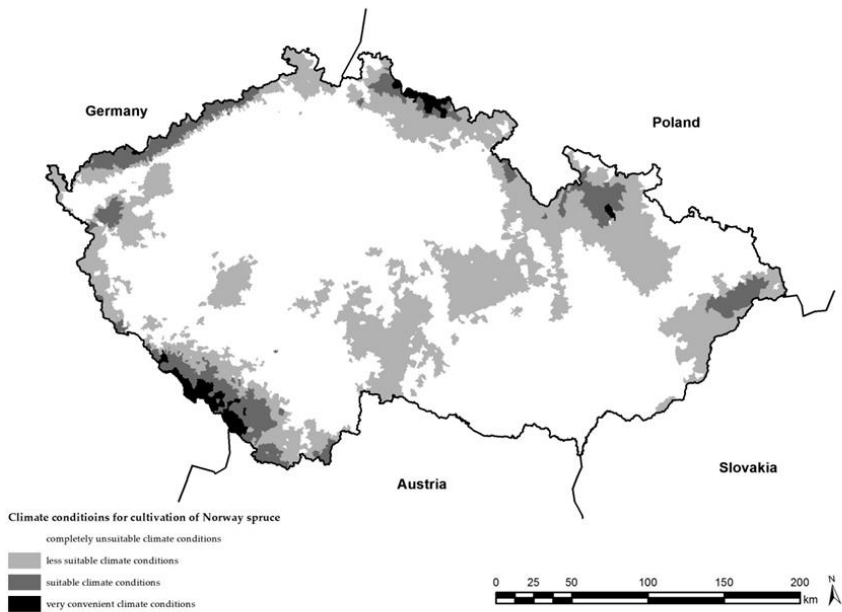 Germany
Poland
Slovakia
Austria
Climate conditioins for cultivation of Norway spruce
completely unsuitable climate conditions
less suitable climate conditions
suitable climate conditions
very convenient climate conditions
0 25 50 100 150 200
km
N